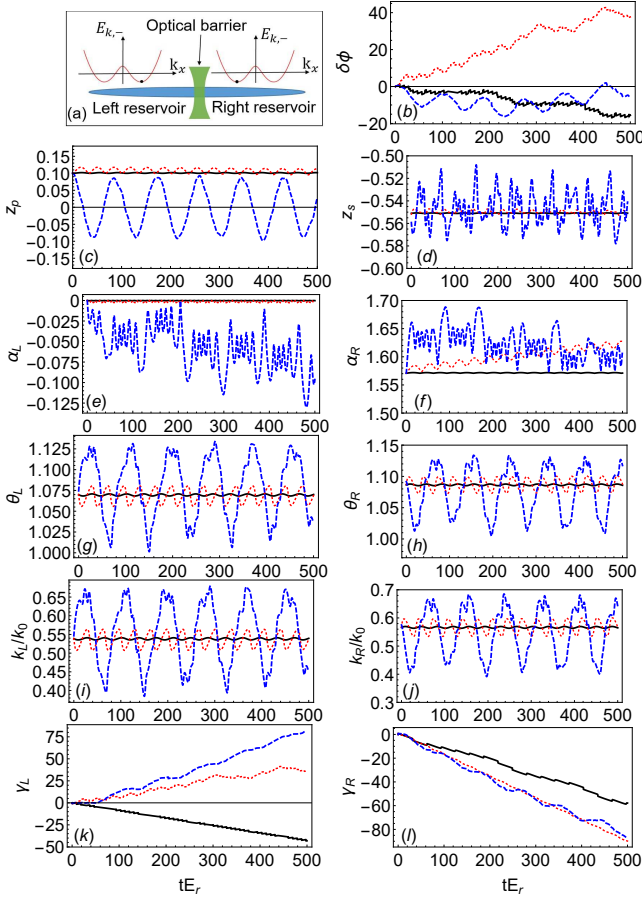 Optical barrier
E_{k,−}
E_{k,−}
k_x
k_x
Left reservoir
Right reservoir
(a)
40
20
0
−20
δϕ
(b)
0 100 200 300 400 500
0.15
0.10
0.05
0
−0.05
−0.10
−0.15
z_p
(c)
0 100 200 300 400 500
−0.50
−0.52
−0.54
−0.56
−0.58
−0.60
z_s
(d)
0 100 200 300 400 500
0
−0.025
−0.050
−0.075
−0.100
−0.125
α_L
(e)
0 100 200 300 400 500
1.70
1.65
1.60
1.55
1.50
α_R
(f)
0 100 200 300 400 500
1.125
1.100
1.070
1.050
1.025
1.000
θ_L
(g)
0 100 200 300 400 500
1.15
1.10
1.05
1.00
θ_R
(h)
0 100 200 300 400 500
0.65
0.60
0.55
0.50
0.45
0.40
k_L/k_0
(i)
0 100 200 300 400 500
0.7
0.6
0.5
0.4
0.3
k_R/k_0
(j)
0 100 200 300 400 500
75
50
25
0
−25
−50
γ_L
(k)
0 100 200 300 400 500
tE_r
0
−20
−40
−60
−80
γ_R
(l)
0 100 200 300 400 500
tE_r